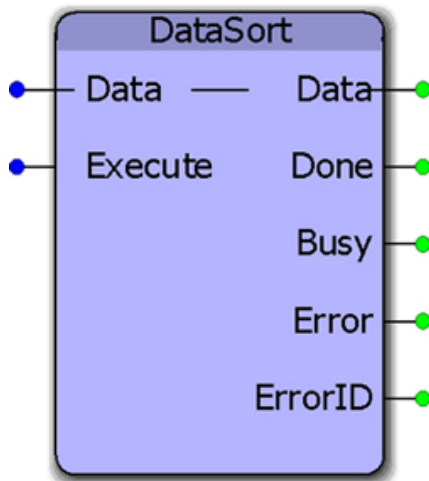 DataSort
Data Data
Execute Done
Busy
Error
ErrorID